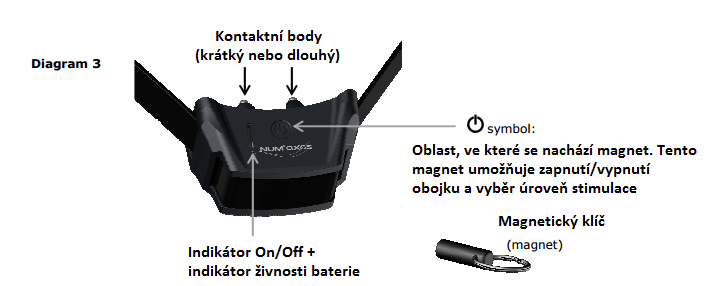 Kontaktní body
(krátký nebo dlouhý)
Diagram 3
symbol:
Oblast, ve které se nachází magnet. Tento
magnet umožňuje zapnutí/vypnutí
obojku a vyběr úroveň stimulace
NUM'AXES
Magnetický klíč
(magnet)
Indikátor On/Off +
indikátor živnosti baterie